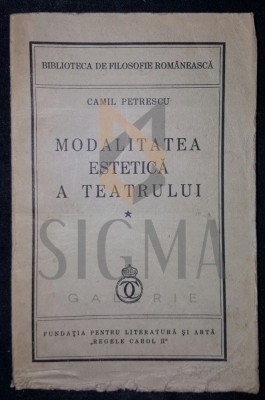 BIBLIOTECA DE FILOSOFIE ROMÂNEASCĂ
CAMIL PETRESCU
MODALITATEA
ESTETICĂ
A TEATRULUI
*
SIGMA
GALERIE
FUNDAȚIA PENTRU LITERATURĂ ȘI ARTĂ
„REGELE CAROL II"